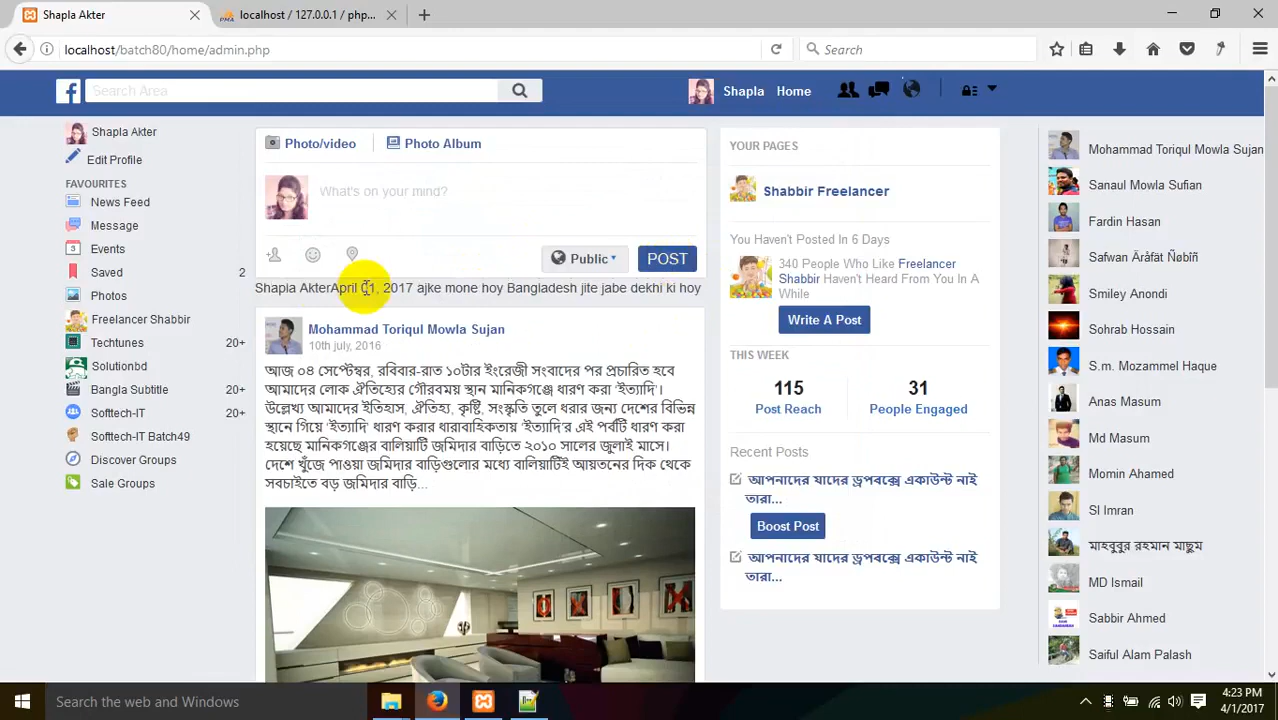 Shapla Akter
localhost / 127.0.0.1 / php...
localhost/batch80/home/admin.php
Search
Search Area
Shapla Home
Shapla Akter
Edit Profile
FAVOURITES
News Feed
Message
Events
Saved 2
Photos
Freelancer Shabbir
Techtunes 20+
Solutionbd
Bangla Subtitle 20+
Softech-IT 20+
Softech-IT Batch49
Discover Groups
Sale Groups
Photo/video Photo Album
What's on your mind?
Public POST
Shapla AkterApril 01, 2017 ajke mone hoy Bangladesh jite jabe dekhi ki hoy
Mohammad Toriqul Mowla Sujan
10th july, 2016
আজ ০৪ সেপ্টেম্বর, রবিবার-রাত ১০টার ইংরেজী সংবাদের পর প্রচারিত হবে
আমাদের লোক ঐতিহ্যের গৌরবময় স্থান মানিকগঞ্জে ধারণ করা ‘ইত্যাদি’।
উল্লেখ্য আমাদের ইতিহাস, ঐতিহ্য, কৃষ্টি, সংস্কৃতি তুলে ধরার জন্য দেশের বিভিন্ন
স্থানে গিয়ে ‘ইত্যাদি’ ধারণ করার ধারাবাহিকতায় ‘ইত্যাদি’র এই পর্বটি ধারণ করা
হয়েছে মানিকগঞ্জের বালিয়াটি জমিদার বাড়িতে ২০১০ সালের জুলাই মাসে।
দেশে খুঁজে পাওয়া জমিদার বাড়িগুলোর মধ্যে বালিয়াটিই আয়তনের দিক থেকে
সবচাইতে বড় জমিদার বাড়ি...
YOUR PAGES
Shabbir Freelancer
You Haven't Posted In 6 Days
340 People Who Like Freelancer
Shabbir Haven't Heard From You In A
While
Write A Post
THIS WEEK
115 31
Post Reach People Engaged
Recent Posts
আপনাদের যাদের ড্রপবক্সে একাউন্ট নাই
তারা...
Boost Post
আপনাদের যাদের ড্রপবক্সে একাউন্ট নাই
তারা...
Mohammad Toriqul Mowla Sujan
Sanaul Mowla Sufian
Fardin Hasan
Safwan Äräfät Ñøbîñ
Smiley Anondi
Sohrab Hossain
S.m. Mozammel Haque
Anas Masum
Md Masum
Momin Ahamed
SI Imran
মাহবুবুর রহমান মাছুম
MD Ismail
Sabbir Ahmed
Saiful Alam Palash
Search the web and Windows
4:23 PM
4/1/2017